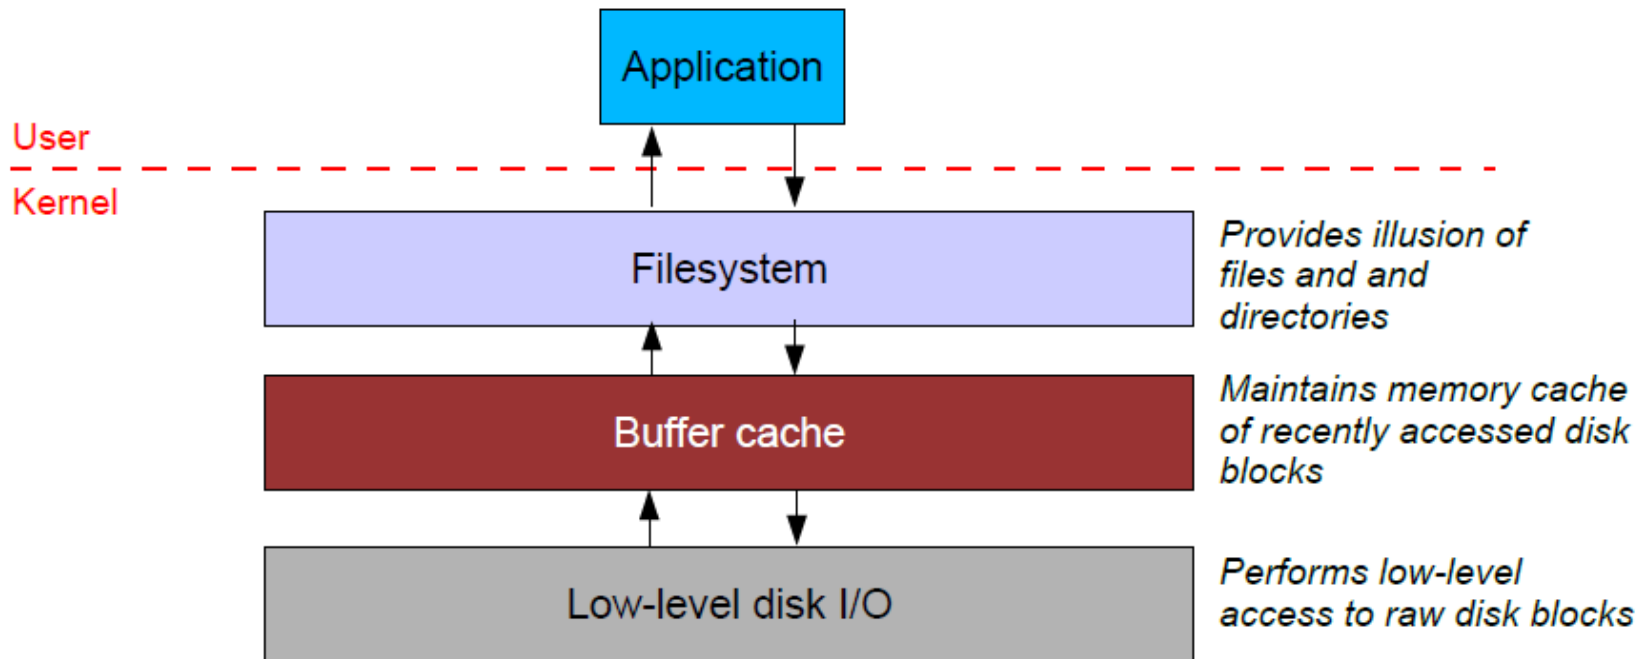 Application
User
Kernel
Filesystem
Provides illusion of
files and and
directories
Buffer cache
Maintains memory cache
of recently accessed disk
blocks
Low-level disk I/O
Performs low-level
access to raw disk blocks